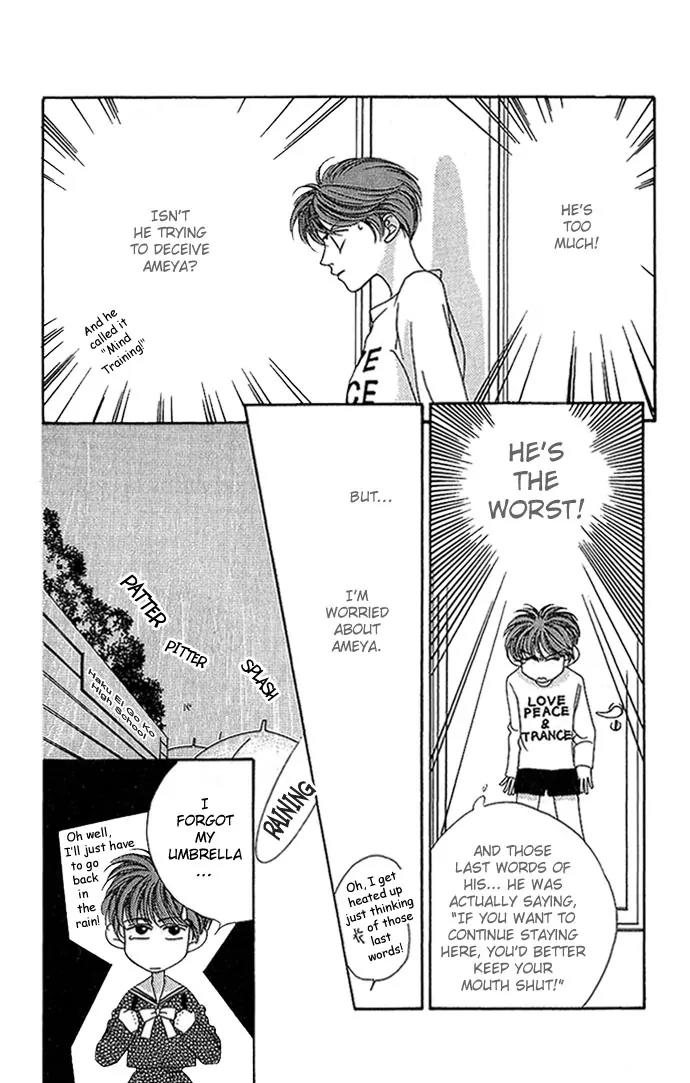 HE'S
TOO
MUCH!
ISN'T
HE TRYING
TO DECEIVE
AMEYA?
And he
called it
"Mind
Training!"
VE
CE
HE'S
THE
WORST!
LOVE
PEACE
&
TRANCE
AND THOSE
LAST WORDS OF
HIS... HE WAS
ACTUALLY SAYING,
"IF YOU WANT TO
CONTINUE STAYING
HERE, YOU'D BETTER
KEEP YOUR
MOUTH SHUT!"
BUT...
I'M
WORRIED
ABOUT
AMEYA.
Oh, I get
heated up
just thinking
of those
last
words!
PATTER
PITTER
SPLASH
Haku Ei Go Ko
High School
RAINING
I
FORGOT
MY
UMBRELLA
...
Oh well,
I'll just have
to go
back
in
the
rain!